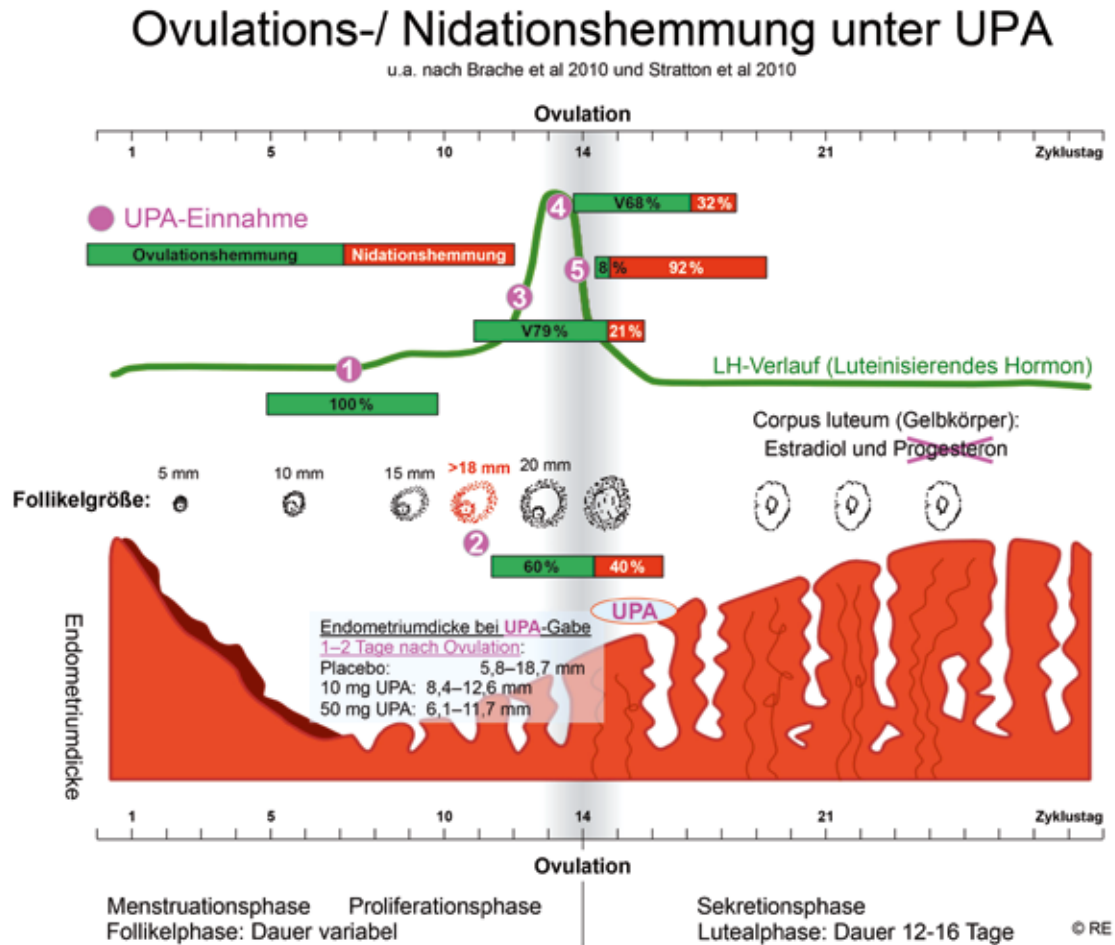 Ovulations-/ Nidationshemmung unter UPA
u.a. nach Brache et al 2010 und Stratton et al 2010
Ovulation
1 5 10 14 21 Zyklustag
UPA-Einnahme
Ovulationshemmung Nidationshemmung
4
V68 % 32 %
5
8 % 92 %
3
V79 % 21 %
1
100 %
LH-Verlauf (Luteinisierendes Hormon)
Corpus luteum (Gelbkörper):
Estradiol und Progesteron
5 mm 10 mm 15 mm >18 mm 20 mm
Follikelgröße:
2
60 % 40 %
UPA
Endometriumdicke
Endometriumdicke bei UPA-Gabe
1–2 Tage nach Ovulation:
Placebo: 5,8–18,7 mm
10 mg UPA: 8,4–12,6 mm
50 mg UPA: 6,1–11,7 mm
1 5 10 14 21 Zyklustag
Ovulation
Menstruationsphase Proliferationsphase Sekretionsphase
Follikelphase: Dauer variabel Lutealphase: Dauer 12-16 Tage © RE